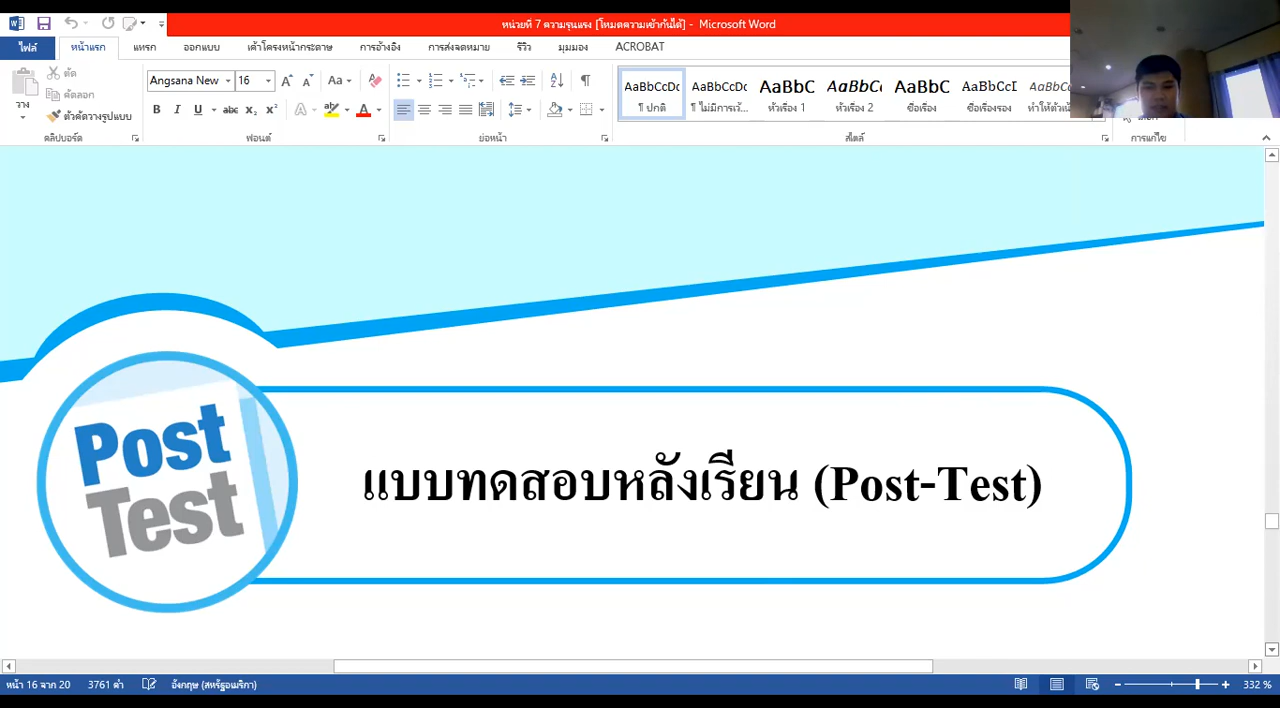 หน่วยที่ 7 ความรุนแรง [โหมดความเข้ากันได้] - Microsoft Word
ไฟล์ หน้าแรก แทรก ออกแบบ เค้าโครงหน้ากระดาษ การอ้างอิง การส่งจดหมาย รีวิว มุมมอง ACROBAT
วาง
ตัด
คัดลอก
ตัวคัดวางรูปแบบ
คลิปบอร์ด
Angsana New 16
ฟอนต์
ย่อหน้า
AaBbCcDc AaBbCcDc AaBbC AaBbCc AaBbC AaBbCcI AaBbCcDc
¶ ปกติ ¶ ไม่มีการเว้... หัวเรื่อง 1 หัวเรื่อง 2 ชื่อเรื่อง ชื่อเรื่องรอง ทำให้ตัวเน้...
สไตล์
การแก้ไข
Post
Test
แบบทดสอบหลังเรียน (Post-Test)
หน้า 16 จาก 20 3761 คำ อังกฤษ (สหรัฐอเมริกา) 332 %